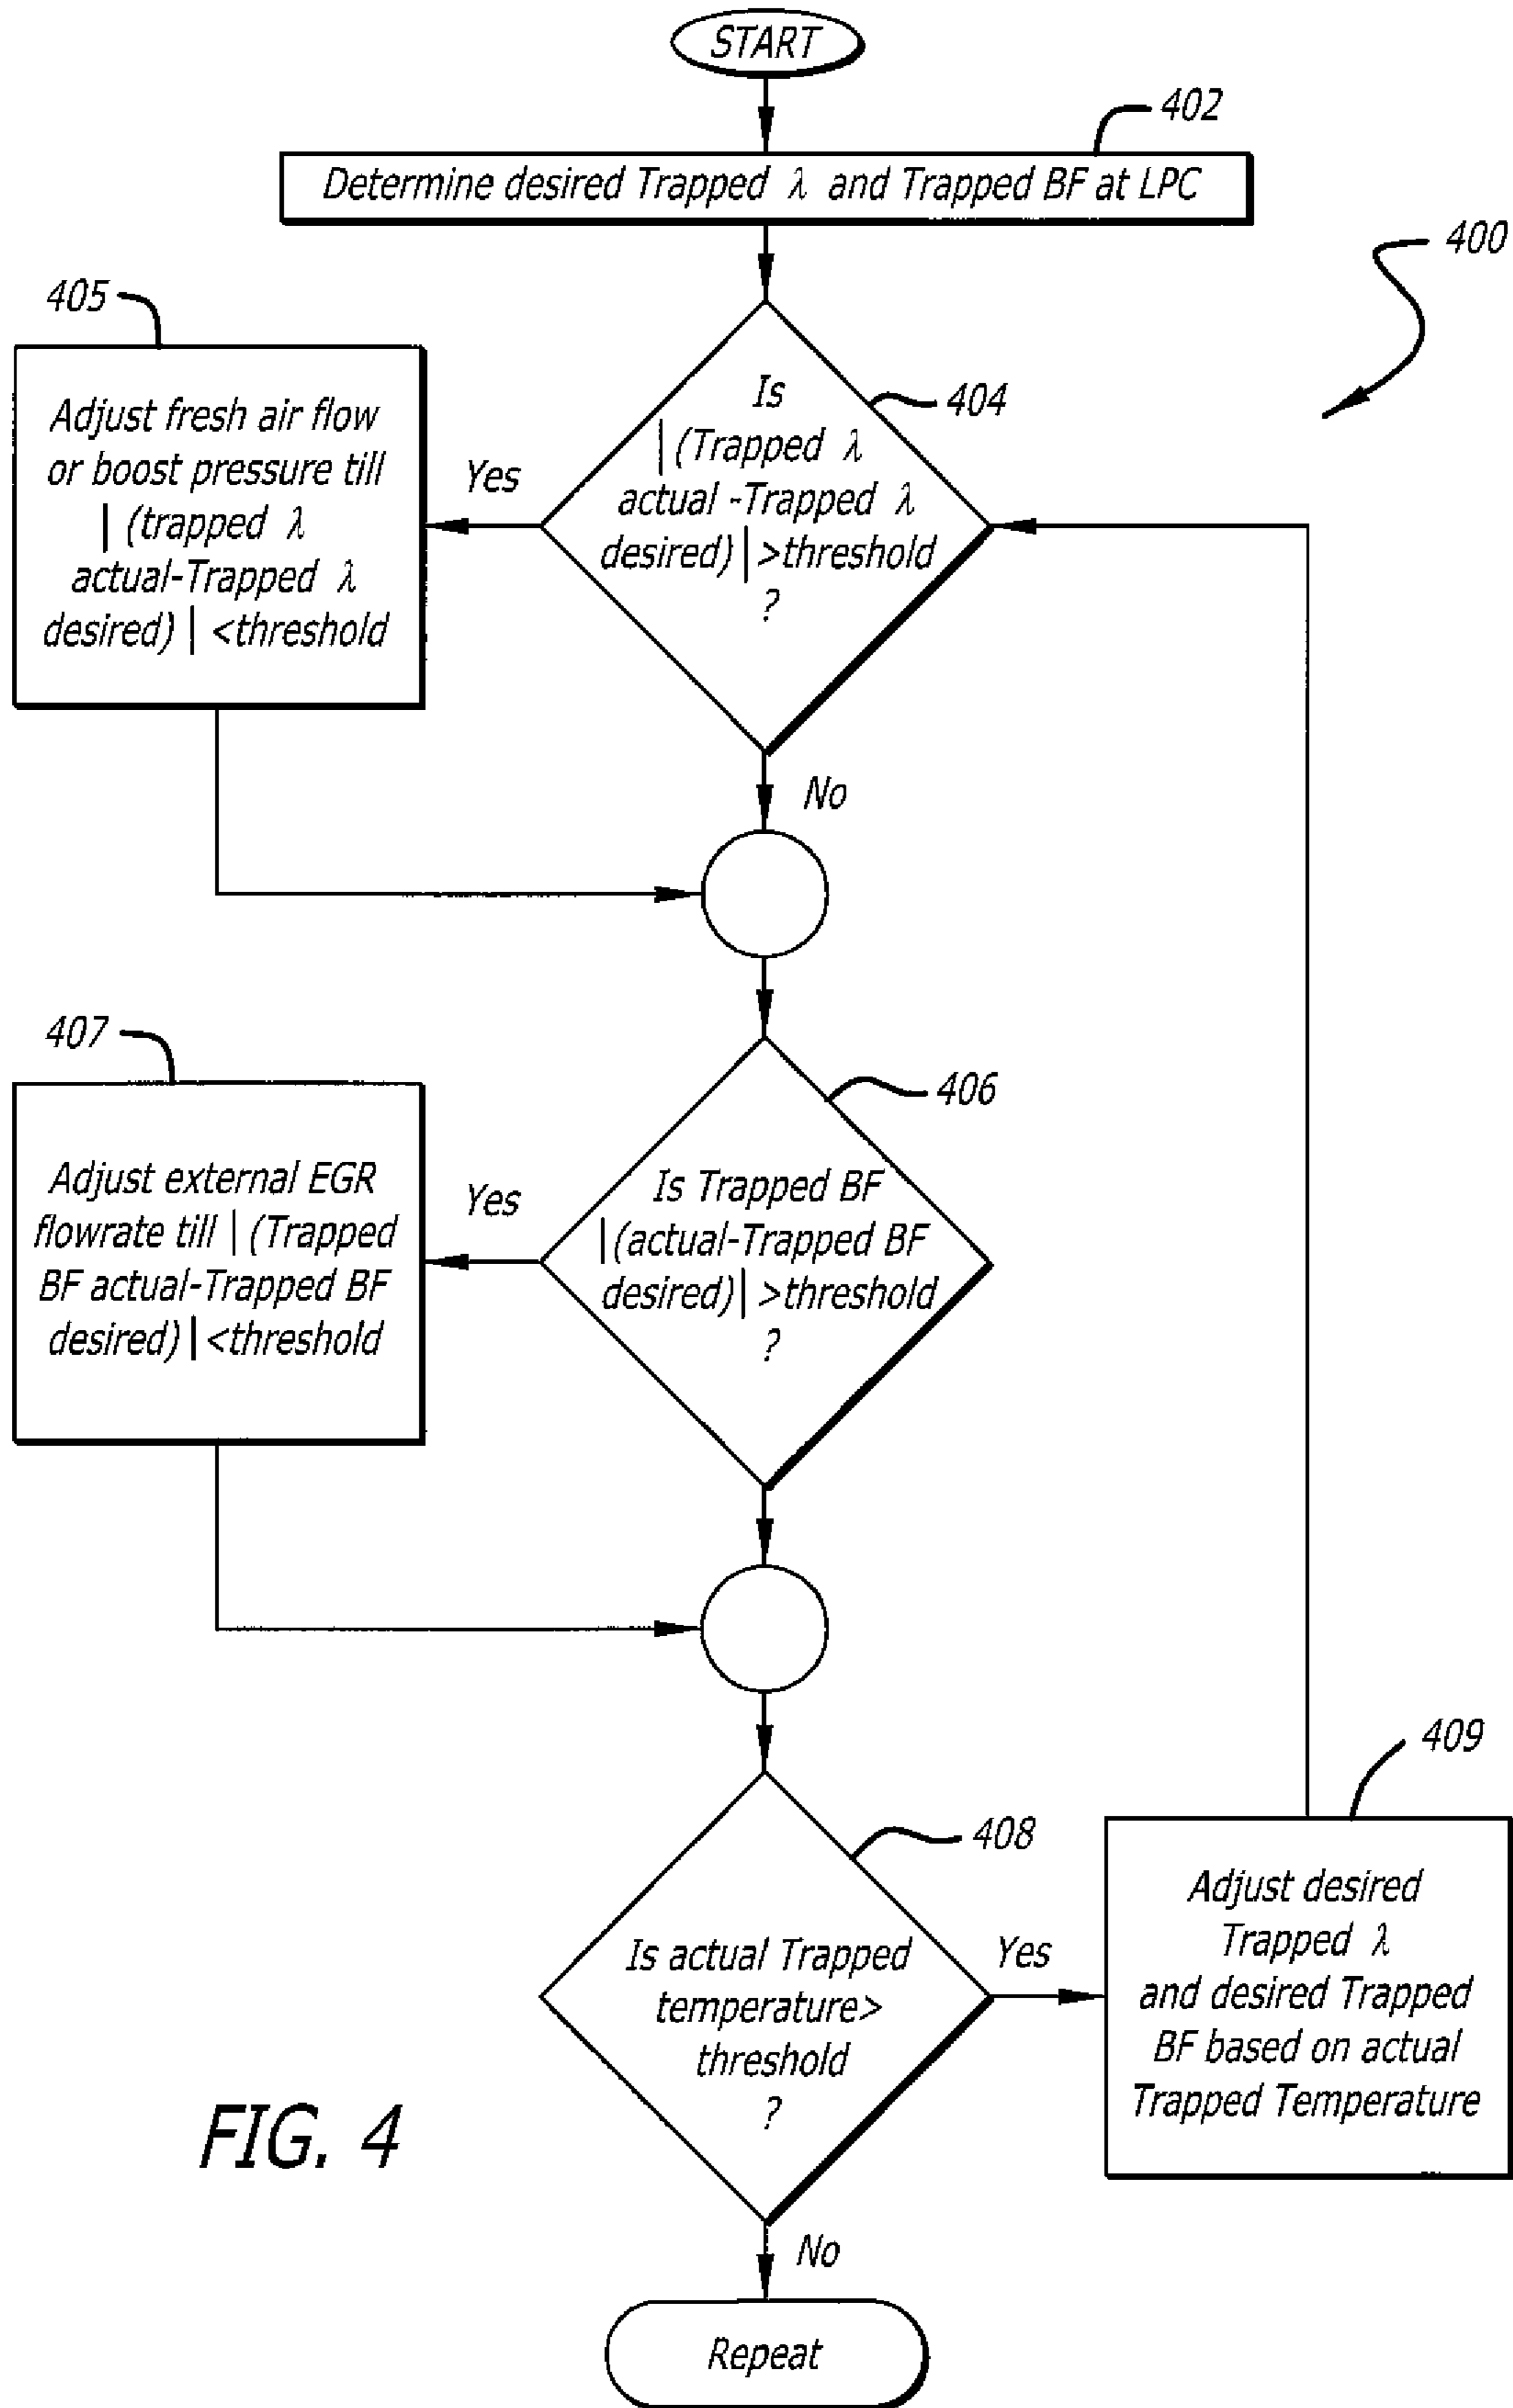 START
402
Determine desired Trapped λ and Trapped BF at LPC
400
405
Adjust fresh air flow
or boost pressure till
| (trapped λ
actual-Trapped λ
desired) | <threshold
Yes
404
Is
| (Trapped λ
actual -Trapped λ
desired) | >threshold
?
No
407
Adjust external EGR
flowrate till | (Trapped
BF actual-Trapped BF
desired) | <threshold
Yes
406
Is Trapped BF
|(actual-Trapped BF
desired)| >threshold
?
408
Is actual Trapped
temperature>
threshold
?
Yes
409
Adjust desired
Trapped λ
and desired Trapped
BF based on actual
Trapped Temperature
No
Repeat
FIG. 4